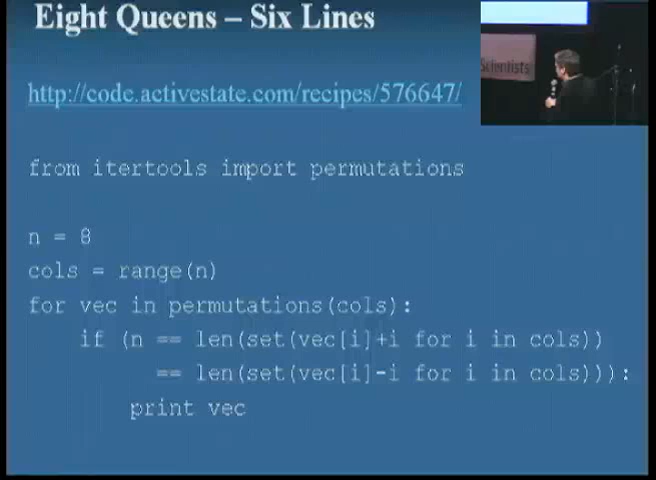 Eight Queens – Six Lines
Scientists
http://code.activestate.com/recipes/576647/
from itertools import permutations
n = 8
cols = range(n)
for vec in permutations(cols):
if (n == len(set(vec[i]+i for i in cols))
== len(set(vec[i]-i for i in cols))):
print vec